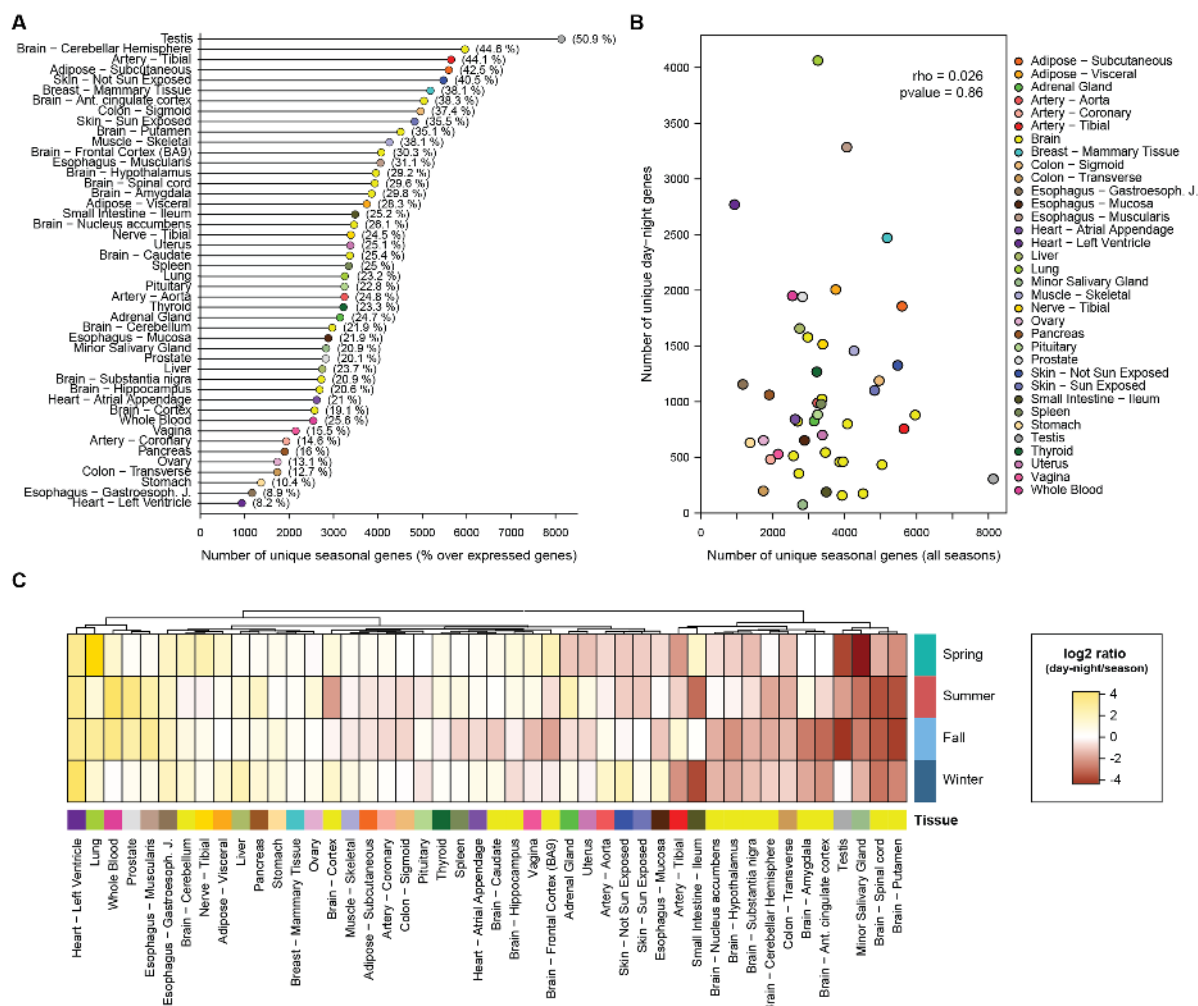 A
Testis (50.9 %)
Brain – Cerebellar Hemisphere (44.8 %)
Artery – Tibial (44.1 %)
Adipose – Subcutaneous (42.5 %)
Skin – Not Sun Exposed (40.5 %)
Breast – Mammary Tissue (38.1 %)
Brain – Ant. cingulate cortex (38.3 %)
Colon – Sigmoid (37.4 %)
Skin – Sun Exposed (35.5 %)
Brain – Putamen (35.1 %)
Muscle – Skeletal (38.1 %)
Brain – Frontal Cortex (BA9) (30.3 %)
Esophagus – Muscularis (31.1 %)
Brain – Hypothalamus (29.2 %)
Brain – Spinal cord (29.6 %)
Brain – Amygdala (29.8 %)
Adipose – Visceral (28.3 %)
Small Intestine – Ileum (25.2 %)
Brain – Nucleus accumbens (26.1 %)
Nerve – Tibial (24.5 %)
Uterus (25.1 %)
Brain – Caudate (25.4 %)
Spleen (25 %)
Lung (23.2 %)
Pituitary (22.8 %)
Artery – Aorta (24.8 %)
Thyroid (23.3 %)
Adrenal Gland (24.7 %)
Brain – Cerebellum (21.9 %)
Esophagus – Mucosa (21.9 %)
Minor Salivary Gland (20.9 %)
Prostate (20.1 %)
Liver (23.7 %)
Brain – Substantia nigra (20.9 %)
Brain – Hippocampus (20.6 %)
Heart – Atrial Appendage (21 %)
Brain – Cortex (19.1 %)
Whole Blood (25.6 %)
Vagina (15.5 %)
Artery – Coronary (14.6 %)
Pancreas (16 %)
Ovary (13.1 %)
Colon – Transverse (12.7 %)
Stomach (10.4 %)
Esophagus – Gastroesoph. J. (8.9 %)
Heart – Left Ventricle (8.2 %)
0 1000 2000 3000 4000 5000 6000 7000 8000
Number of unique seasonal genes (% over expressed genes)
B
rho = 0.026
pvalue = 0.86
Number of unique day–night genes
4000
3500
3000
2500
2000
1500
1000
500
0
0 2000 4000 6000 8000
Number of unique seasonal genes (all seasons)
Adipose – Subcutaneous
Adipose – Visceral
Adrenal Gland
Artery – Aorta
Artery – Coronary
Artery – Tibial
Brain
Breast – Mammary Tissue
Colon – Sigmoid
Colon – Transverse
Esophagus – Gastroesoph. J.
Esophagus – Mucosa
Esophagus – Muscularis
Heart – Atrial Appendage
Heart – Left Ventricle
Liver
Lung
Minor Salivary Gland
Muscle – Skeletal
Nerve – Tibial
Ovary
Pancreas
Pituitary
Prostate
Skin – Not Sun Exposed
Skin – Sun Exposed
Small Intestine – Ileum
Spleen
Stomach
Testis
Thyroid
Uterus
Vagina
Whole Blood
C
Spring
Summer
Fall
Winter
Tissue
log2 ratio
(day-night/season)
4
2
0
-2
-4
Heart – Left Ventricle
Lung
Whole Blood
Prostate
Esophagus – Muscularis
Esophagus – Gastroesoph. J.
Brain – Cerebellum
Nerve – Tibial
Adipose – Visceral
Liver
Pancreas
Stomach
Breast – Mammary Tissue
Ovary
Brain – Cortex
Muscle – Skeletal
Adipose – Subcutaneous
Artery – Coronary
Colon – Sigmoid
Pituitary
Thyroid
Spleen
Heart – Atrial Appendage
Brain – Caudate
Brain – Hippocampus
Vagina
Brain – Frontal Cortex (BA9)
Adrenal Gland
Uterus
Artery – Aorta
Skin – Not Sun Exposed
Skin – Sun Exposed
Esophagus – Mucosa
Artery – Tibial
Small Intestine – Ileum
Brain – Nucleus accumbens
Brain – Hypothalamus
Brain – Substantia nigra
Brain – Cerebellar Hemisphere
Colon – Transverse
Brain – Amygdala
Brain – Ant. cingulate cortex
Testis
Minor Salivary Gland
Brain – Spinal cord
Brain – Putamen